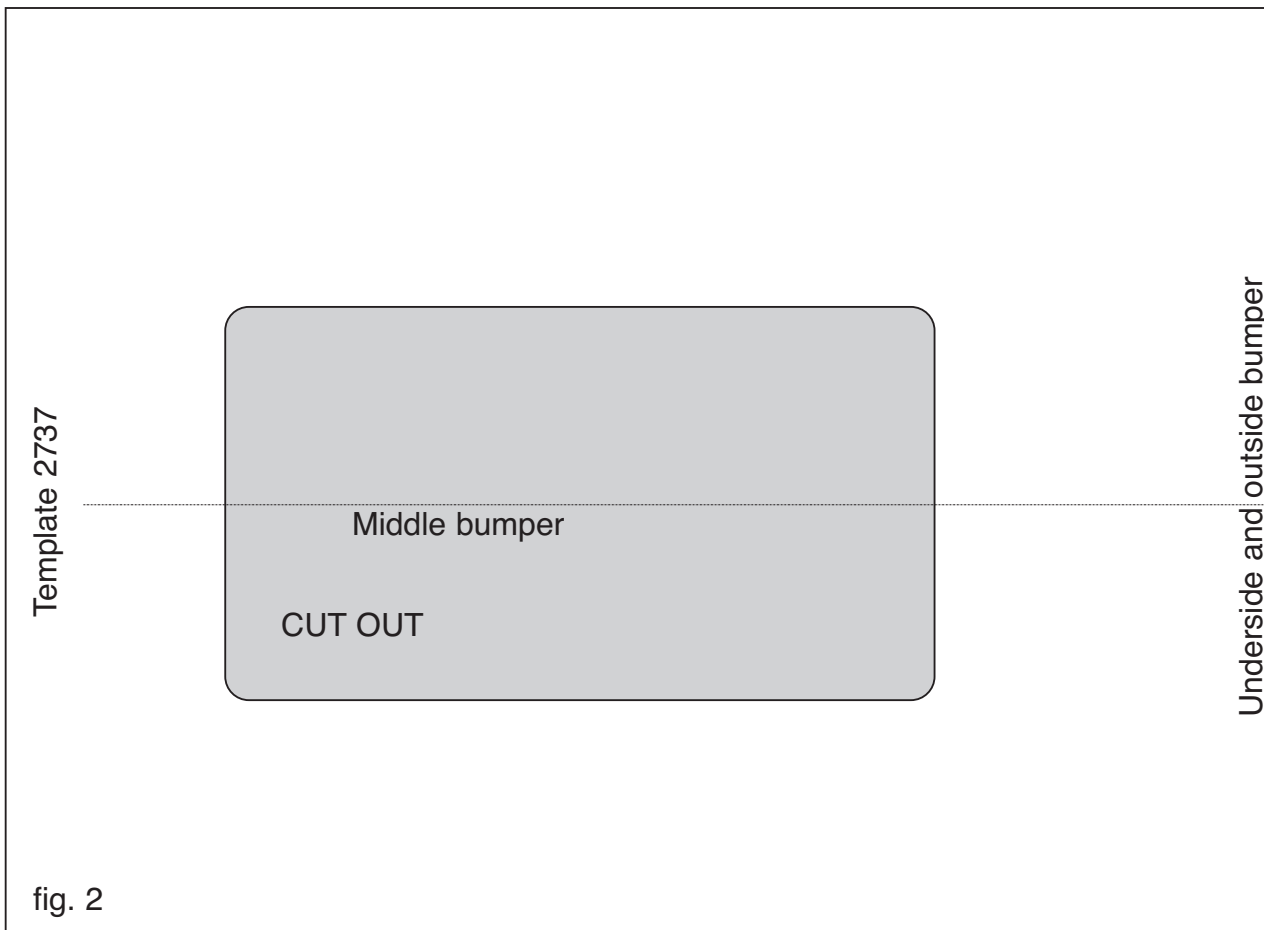 Template 2737
Middle bumper
CUT OUT
Underside and outside bumper
fig. 2